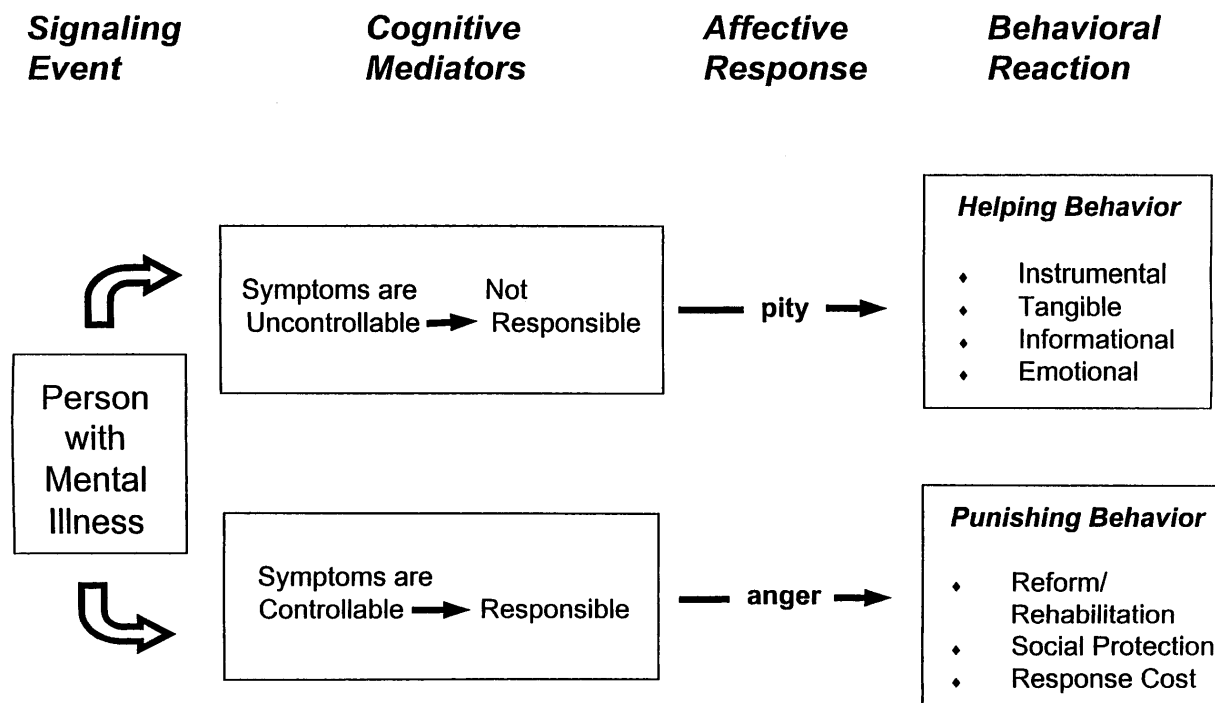 Signaling
Event
Cognitive
Mediators
Affective
Response
Behavioral
Reaction
Person
with
Mental
Illness
Symptoms are
Uncontrollable
Not
Responsible
pity
Helping Behavior
♦ Instrumental
♦ Tangible
♦ Informational
♦ Emotional
Symptoms are
Controllable
Responsible
anger
Punishing Behavior
♦ Reform/
Rehabilitation
♦ Social Protection
♦ Response Cost